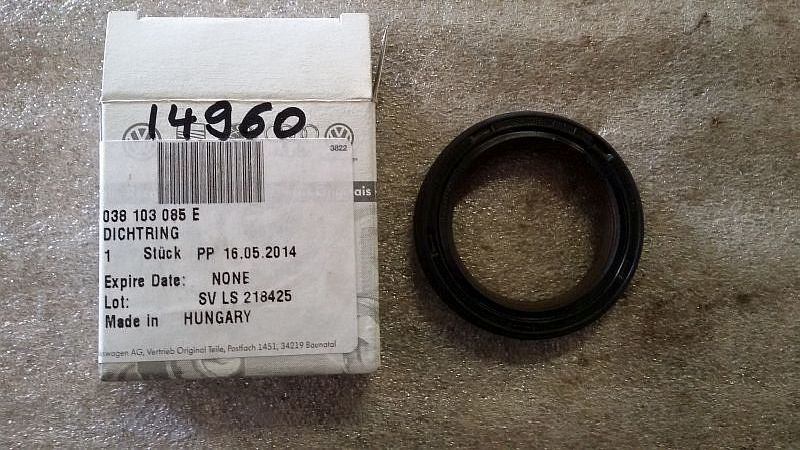 14960
3822
038 103 085 E
DICHTRING
1 Stück PP 16.05.2014
Expire Date: NONE
Lot: SV LS 218425
Made in HUNGARY
AG, Vertrieb Original Teile, Postfach 1451, 34219 Baunatal